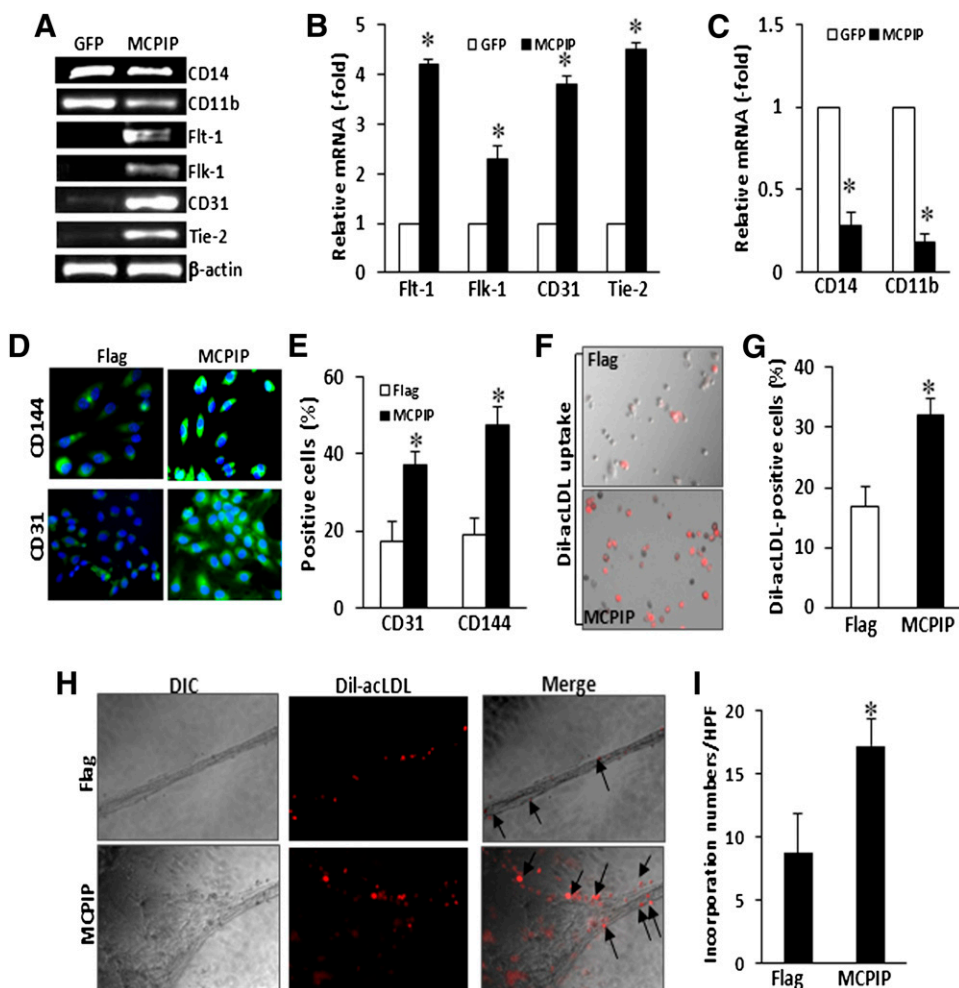 A
GFP MCPIP
CD14
CD11b
Flt-1
Flk-1
CD31
Tie-2
β-actin
B
GFP MCPIP
Relative mRNA (-fold)
5
4
3
2
1
0
* * * *
Flt-1 Flk-1 CD31 Tie-2
C
GFP MCPIP
Relative mRNA (-fold)
1.5
1
0.5
0
* *
CD14 CD11b
D
Flag MCPIP
CD144
CD31
E
Flag
MCPIP
Positive cells (%)
60
40
20
0
* *
CD31 CD144
F
Dil-acLDL uptake
Flag
MCPIP
G
Dil-acLDL-positive cells (%)
40
30
20
10
0
*
Flag MCPIP
H
DIC Dil-acLDL Merge
Flag
MCPIP
I
Incorporation numbers/HPF
20
15
10
5
0
*
Flag MCPIP